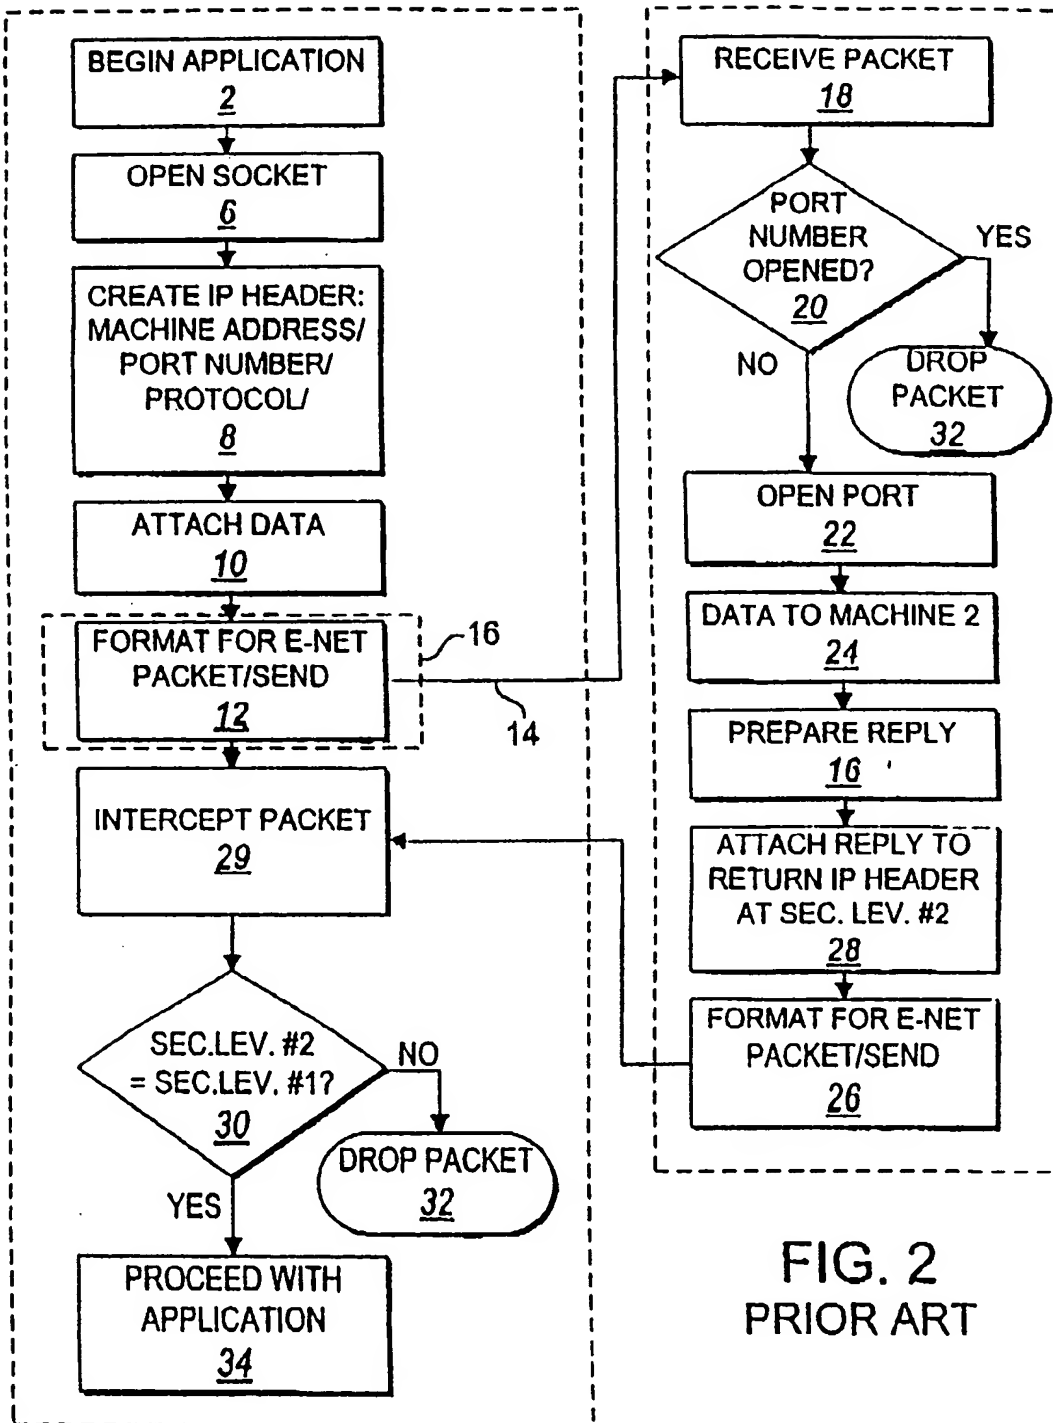 BEGIN APPLICATION
2
OPEN SOCKET
6
CREATE IP HEADER:
MACHINE ADDRESS/
PORT NUMBER/
PROTOCOL/
8
ATTACH DATA
10
FORMAT FOR E-NET
PACKET/SEND
12
16
14
INTERCEPT PACKET
29
SEC.LEV. #2
= SEC.LEV. #1?
30
NO
DROP PACKET
32
YES
PROCEED WITH
APPLICATION
34
RECEIVE PACKET
18
PORT
NUMBER
OPENED?
20
YES
DROP
PACKET
32
NO
OPEN PORT
22
DATA TO MACHINE 2
24
PREPARE REPLY
16
ATTACH REPLY TO
RETURN IP HEADER
AT SEC. LEV. #2
28
FORMAT FOR E-NET
PACKET/SEND
26
FIG. 2
PRIOR ART